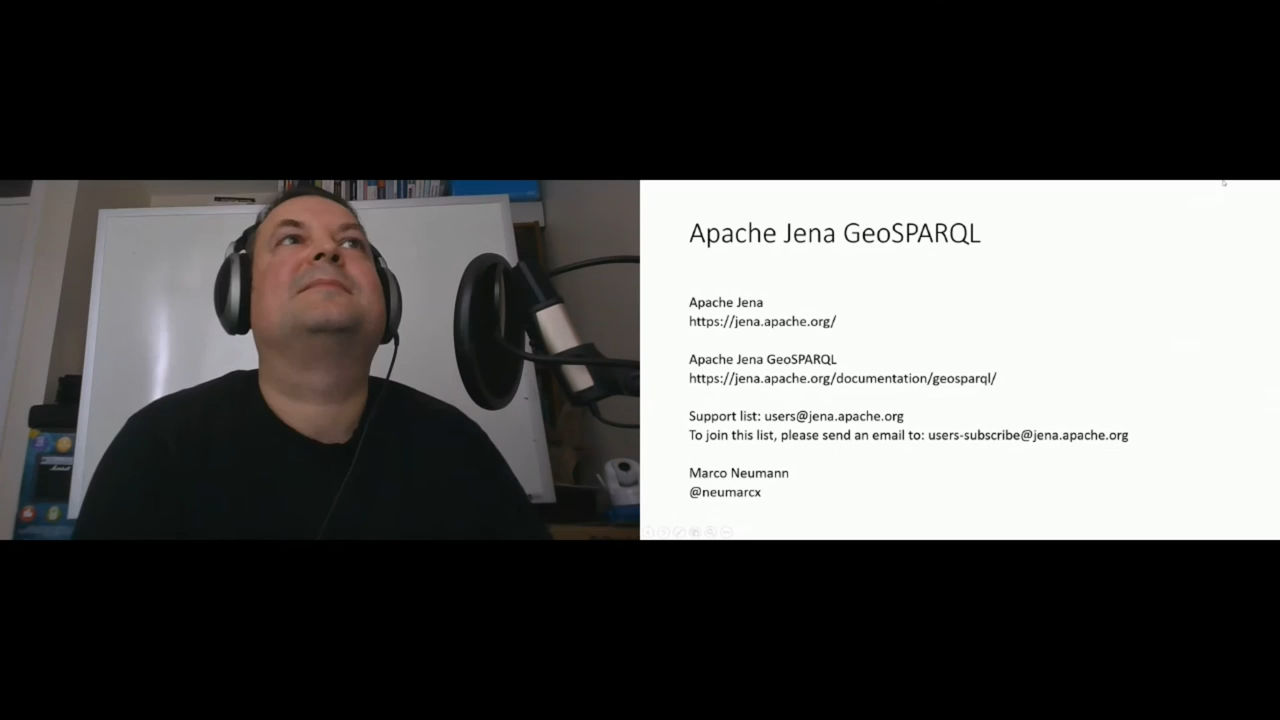 Apache Jena GeoSPARQL
Apache Jena
https://jena.apache.org/
Apache Jena GeoSPARQL
https://jena.apache.org/documentation/geosparql/
Support list: users@jena.apache.org
To join this list, please send an email to: users-subscribe@jena.apache.org
Marco Neumann
@neumarcx